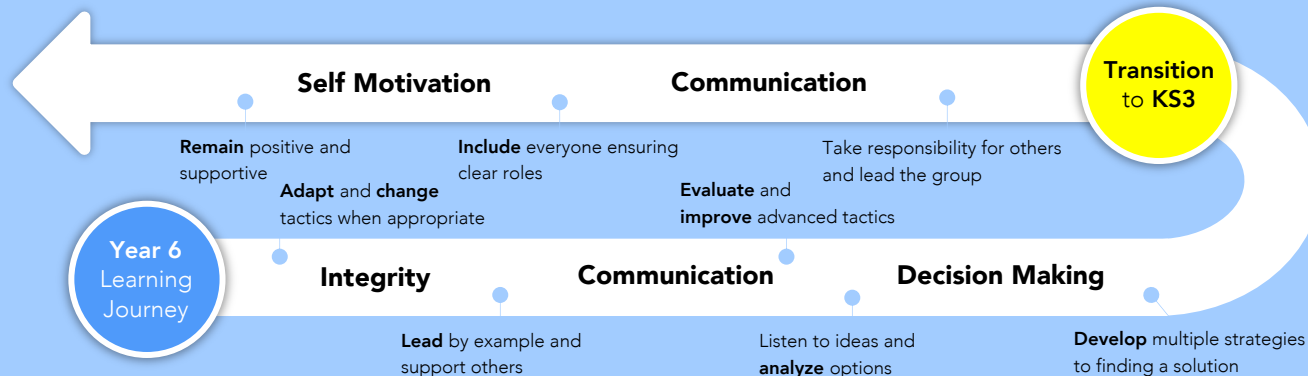 Self Motivation
Communication
Transition
to KS3
Remain positive and
supportive
Include everyone ensuring
clear roles
Take responsibility for others
and lead the group
Adapt and change
tactics when appropriate
Evaluate and
improve advanced tactics
Year 6
Learning
Journey
Integrity
Communication
Decision Making
Lead by example and
support others
Listen to ideas and
analyze options
Develop multiple strategies
to finding a solution